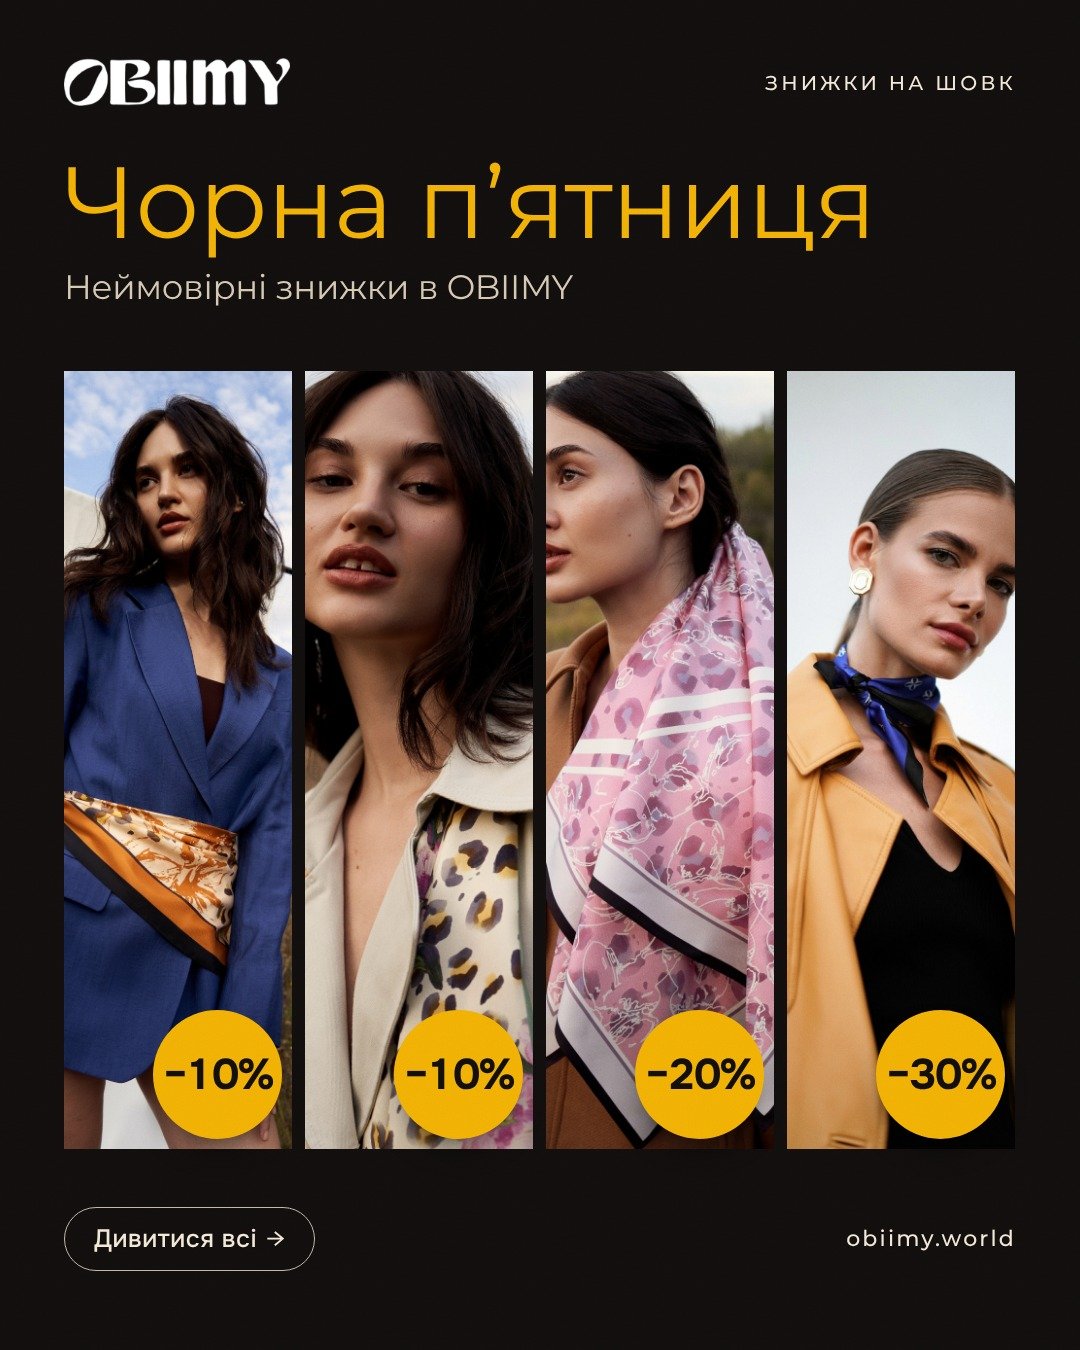 OBIIMY
ЗНИЖКИ НА ШОВК
Чорна п’ятниця
Неймовірні знижки в OBIIMY
-10%
-10%
-20%
-30%
Дивитися всі →
obiimy.world